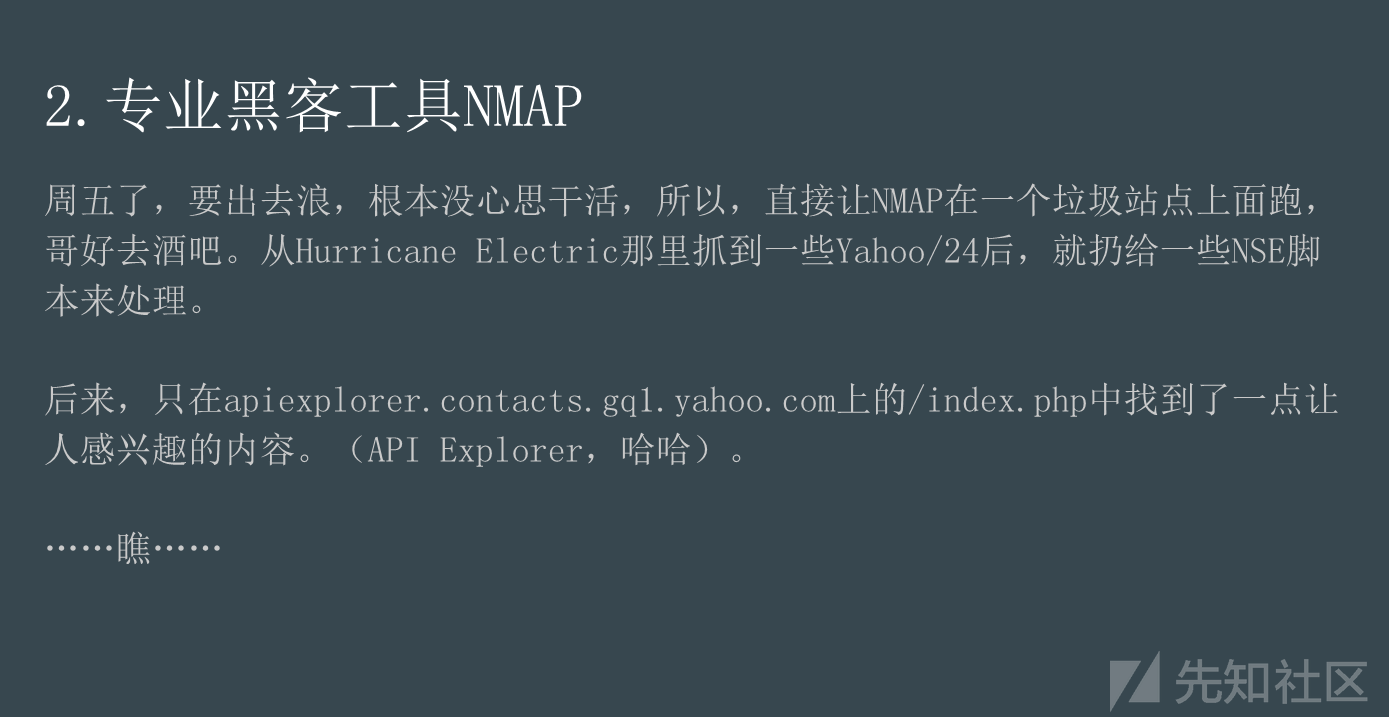 2. 专业黑客工具NMAP
周五了，要出去浪，根本没心思干活，所以，直接让NMAP在一个垃圾站点上面跑，
哥好去酒吧。从Hurricane Electric那里抓到一些Yahoo/24后，就扔给一些NSE脚
本来处理。
后来，只在apiexplorer.contacts.gq1.yahoo.com上的/index.php中找到了一点让
人感兴趣的内容。（API Explorer，哈哈）。
……瞧……
先知社区